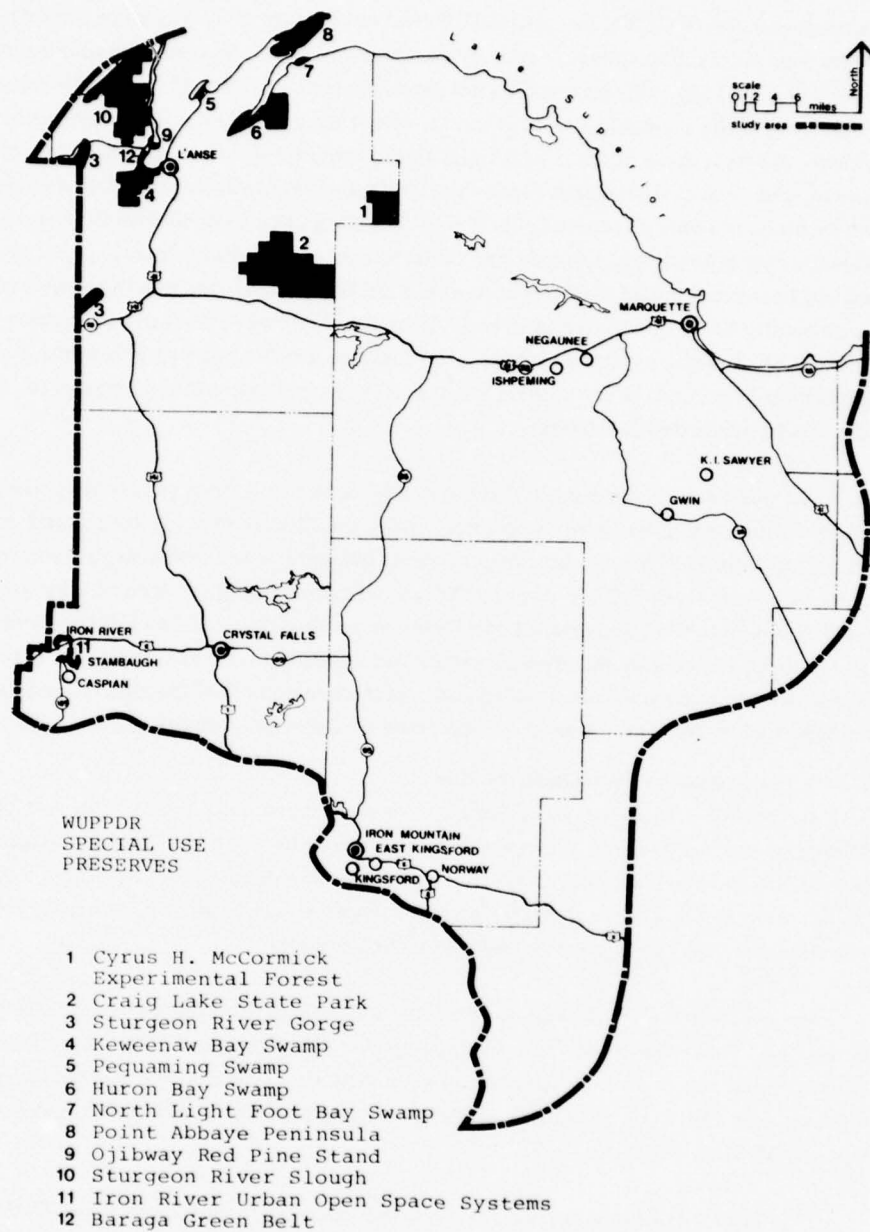 8
7
5
6
10
9
3
12
4
L'ANSE
1
2
3
Lake Superior
North
scale
0 1 2 4 6
miles
study area
MARQUETTE
NEGAUNEE
ISHPEMING
K.I. SAWYER
GWIN
IRON RIVER
11
STAMBAUGH
CASPIAN
CRYSTAL FALLS
IRON MOUNTAIN
EAST KINGSFORD
KINGSFORD
NORWAY
WUPPDR
SPECIAL USE
PRESERVES
1 Cyrus H. McCormick
Experimental Forest
2 Craig Lake State Park
3 Sturgeon River Gorge
4 Keweenaw Bay Swamp
5 Pequaming Swamp
6 Huron Bay Swamp
7 North Light Foot Bay Swamp
8 Point Abbaye Peninsula
9 Ojibway Red Pine Stand
10 Sturgeon River Slough
11 Iron River Urban Open Space Systems
12 Baraga Green Belt